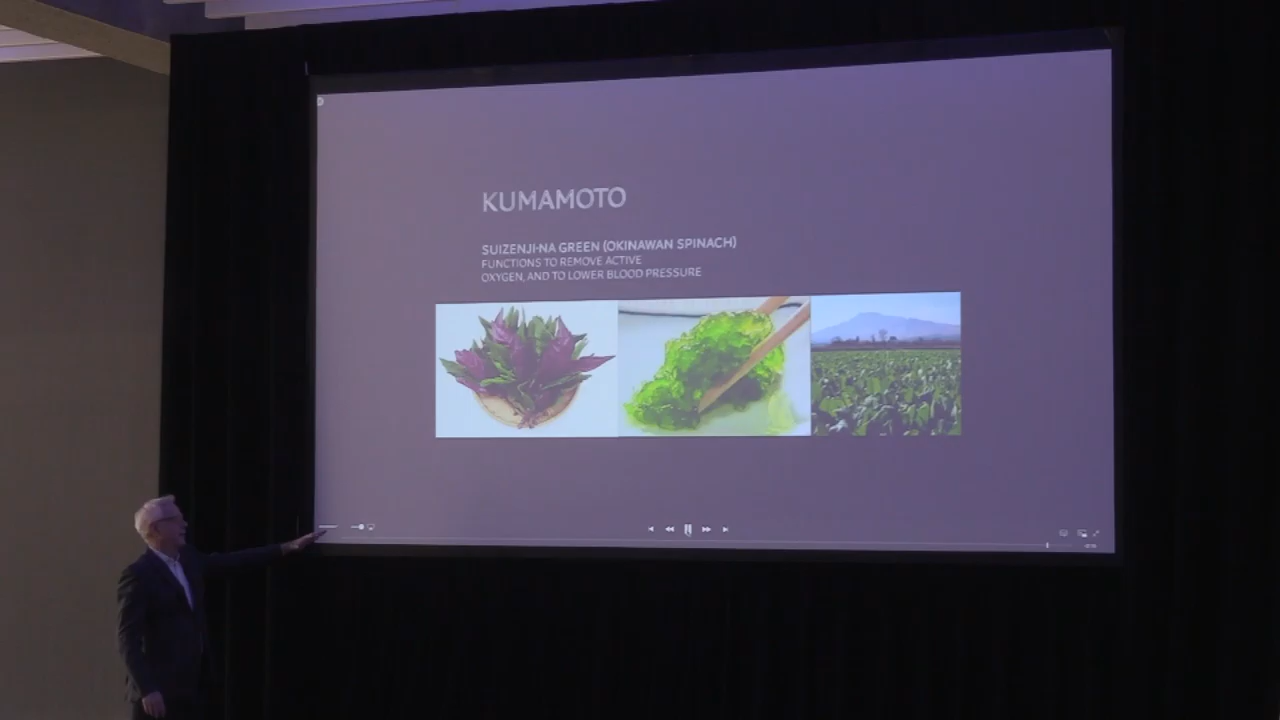 KUMAMOTO
SUIZENJI-NA GREEN (OKINAWAN SPINACH)
FUNCTIONS TO REMOVE ACTIVE
OXYGEN, AND TO LOWER BLOOD PRESSURE